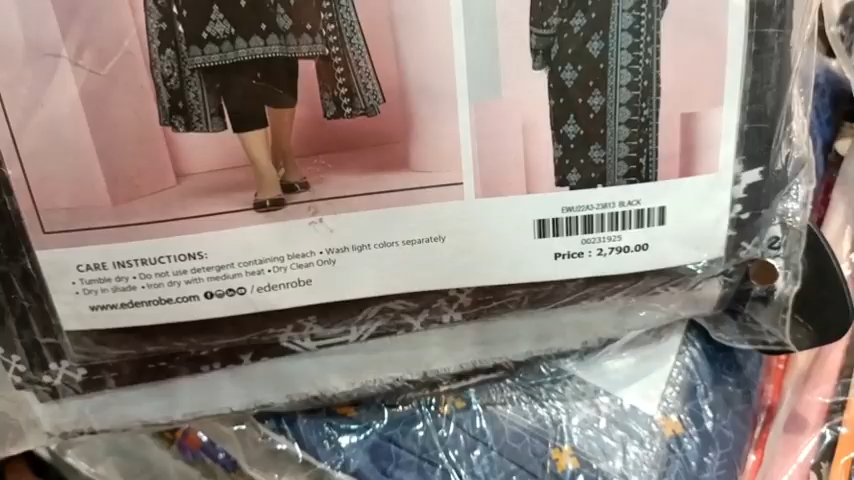 EWU22A3-23813 BLACK
00231925
Price : 2,790.00
CARE INSTRUCTIONS:
• Tumble dry • Do not use detergent containing bleach • Wash light colors separately
• Dry in shade • Iron dry with medium heat • Dry Clean Only
www.edenrobe.com / edenrobe